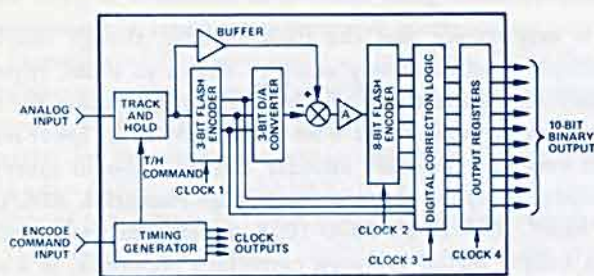 BUFFER
ANALOG
INPUT
TRACK
AND
HOLD
3-BIT FLASH
ENCODER
3-BIT D/A
CONVERTER
+
-
A
8-BIT FLASH
ENCODER
DIGITAL CORRECTION LOGIC
OUTPUT REGISTERS
10-BIT
BINARY
OUTPUT
T/H
COMMAND
CLOCK 1
ENCODE
COMMAND
INPUT
TIMING
GENERATOR
CLOCK
OUTPUTS
CLOCK 2
CLOCK 3
CLOCK 4